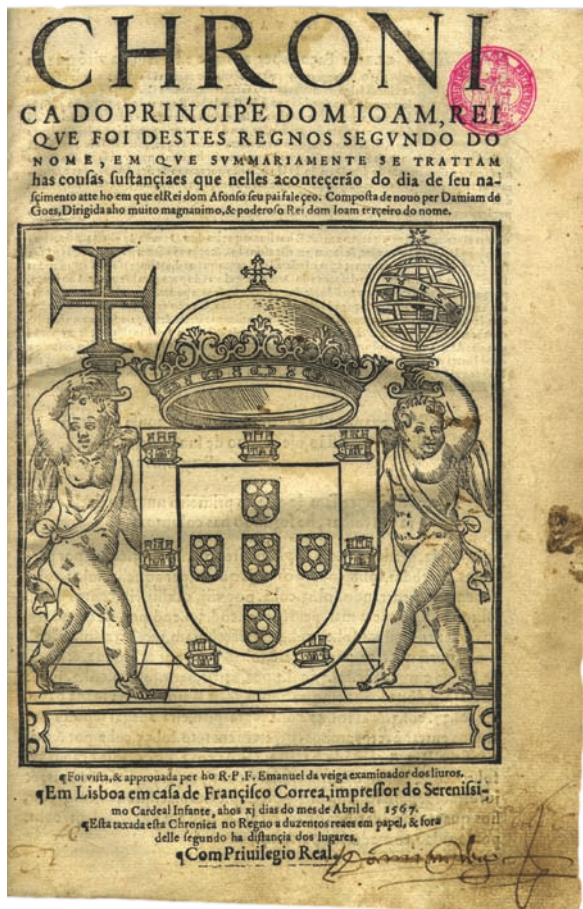 CHRONI
CA DO PRINCIPE DOM IOAM, REI
QVE FOI DESTES REGNOS SEGVNDO DO
NOME, EM QVE SVMMARIAMENTE SE TRATTAM
has cousas sustançiaes que nelles aconteçerão do dia de seu na-
sçimento atte ho em que elRei dom Afonso seu pai faleçeo. Composta de nouo per Damiam de
Goes, Dirigida aho muito magnanimo, & poderoso Rei dom Ioam terçeiro do nome.
¶Foi vista, & approuada per ho R. P. F. Emanuel da veiga examinador dos liuros.
¶Em Lisboa em casa de Françisco Correa, impressor do Serenissi-
mo Cardeal Infante, ahos xj dias do mes de Abril de 1567.
¶Esta taxada esta Chronica no Regno a duzentos reaes em papel, & fora
delle segundo ha distançia dos lugares.
¶Com Priuilegio Real.